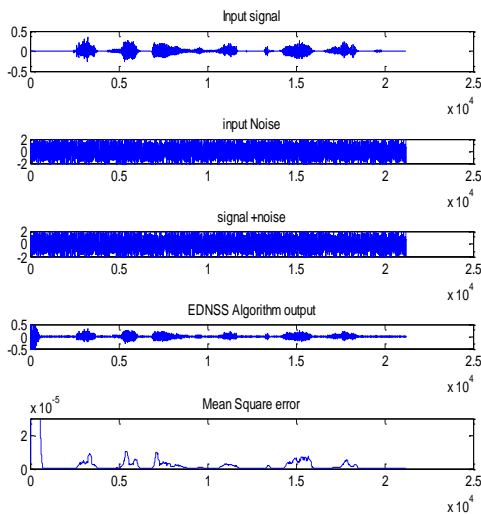 Input signal
0.5
0
-0.5
0 0.5 1 1.5 2 2.5
x 10^4
input Noise
2
0
-2
0 0.5 1 1.5 2 2.5
x 10^4
signal +noise
2
0
-2
0 0.5 1 1.5 2 2.5
x 10^4
EDNSS Algorithm output
0.5
0
-0.5
0 0.5 1 1.5 2 2.5
x 10^4
x 10^-5
Mean Square error
2
0
0 0.5 1 1.5 2 2.5
x 10^4